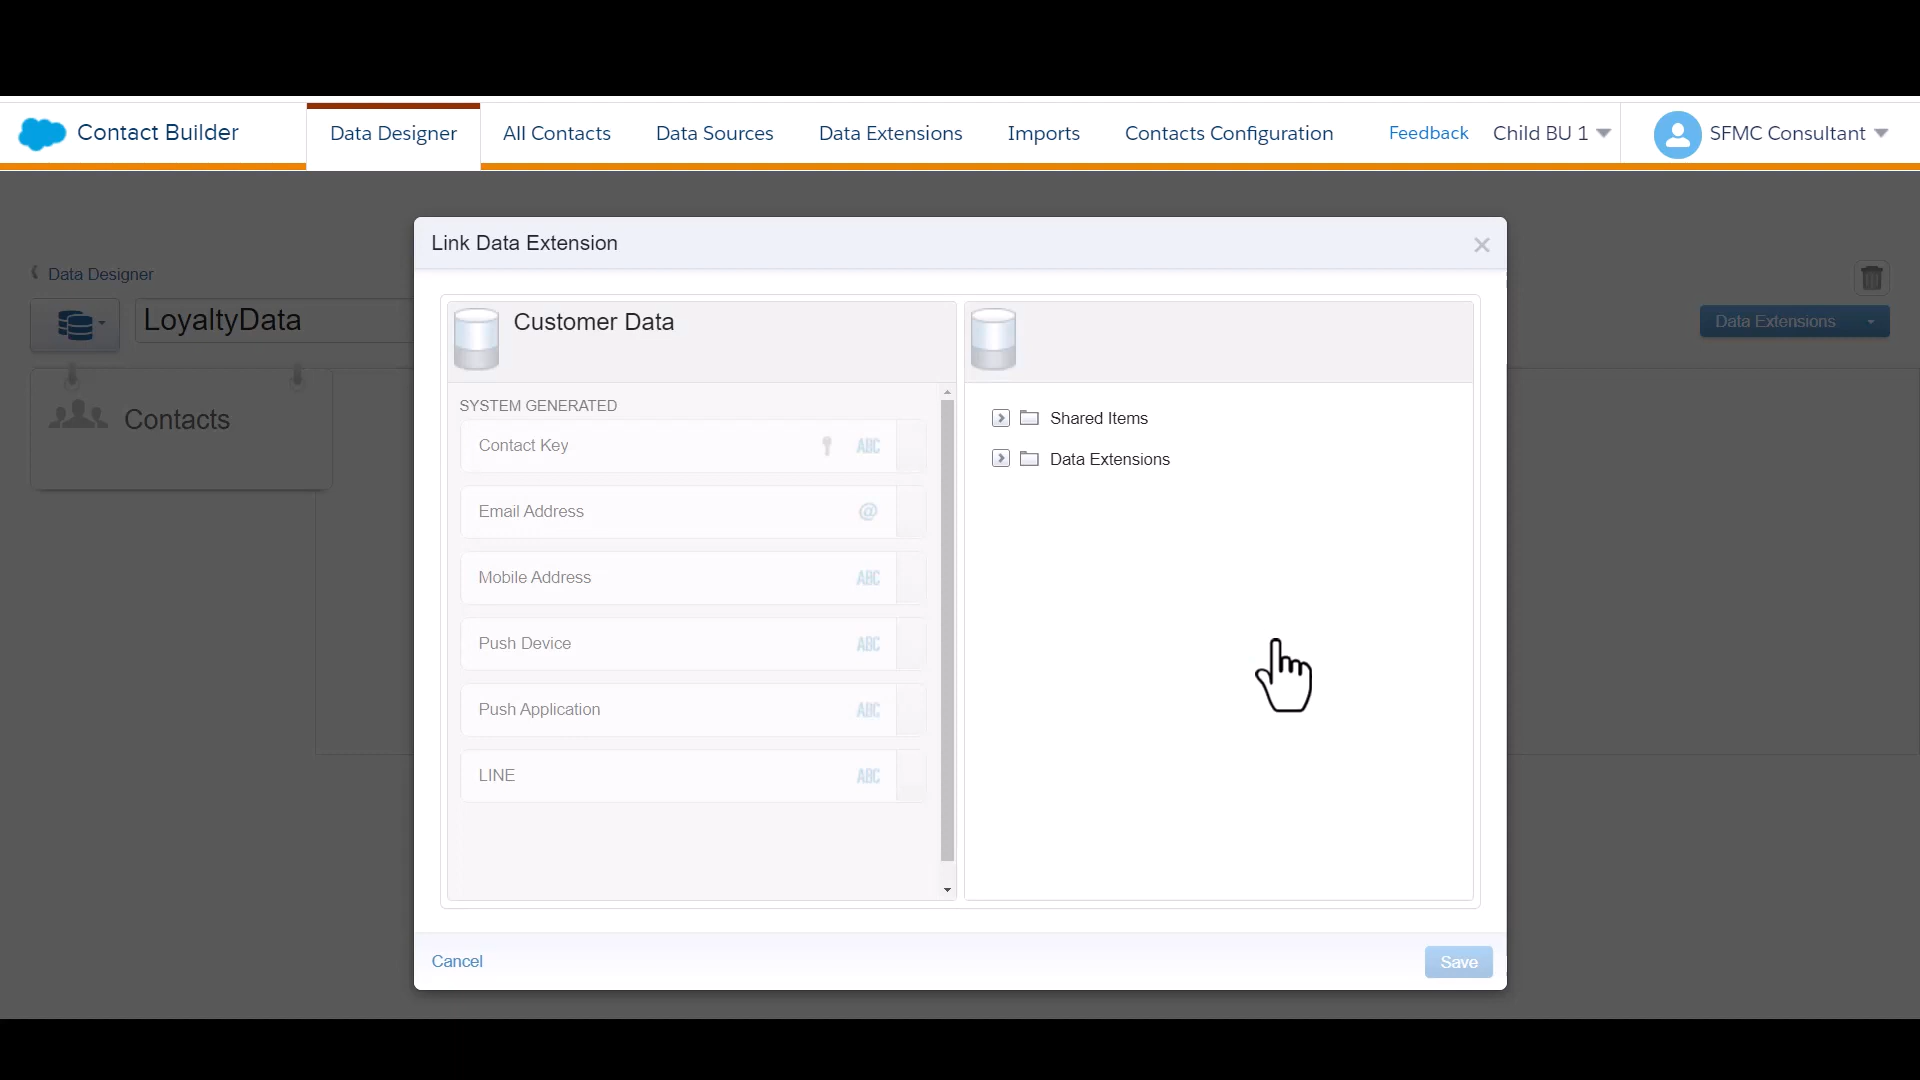 Contact Builder
Data Designer
All Contacts
Data Sources
Data Extensions
Imports
Contacts Configuration
Feedback
Child BU 1
SFMC Consultant
Link Data Extension
Data Designer
LoyaltyData
Data Extensions
Contacts
Customer Data
SYSTEM GENERATED
Contact Key ABC
Email Address @
Mobile Address ABC
Push Device ABC
Push Application ABC
LINE ABC
Shared Items
Data Extensions
Cancel
Save